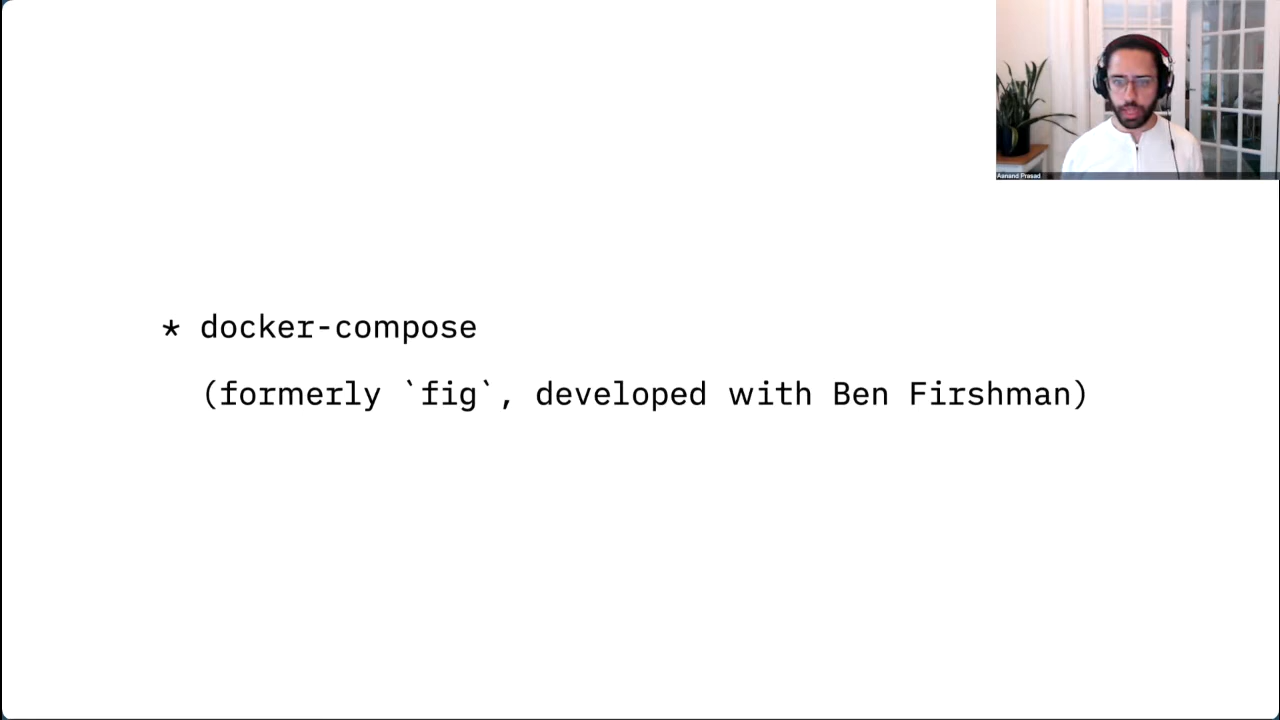 Aanand Prasad
* docker-compose
(formerly `fig`, developed with Ben Firshman)